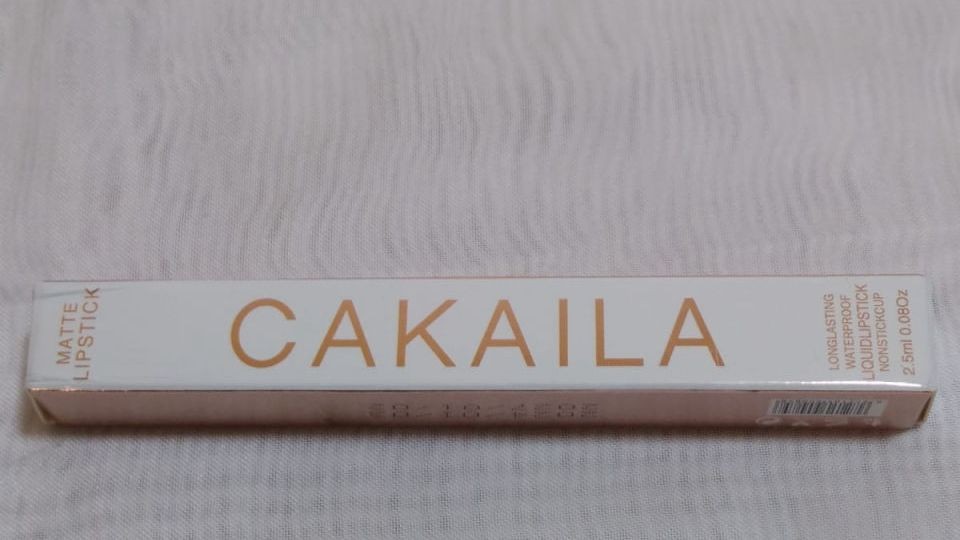 MATTE
LIPSTICK
CAKAILA
LONGLASTING
WATERPROOF
LIQUIDLIPSTICK
NONSTICKCUP
2.5ml 0.08Oz